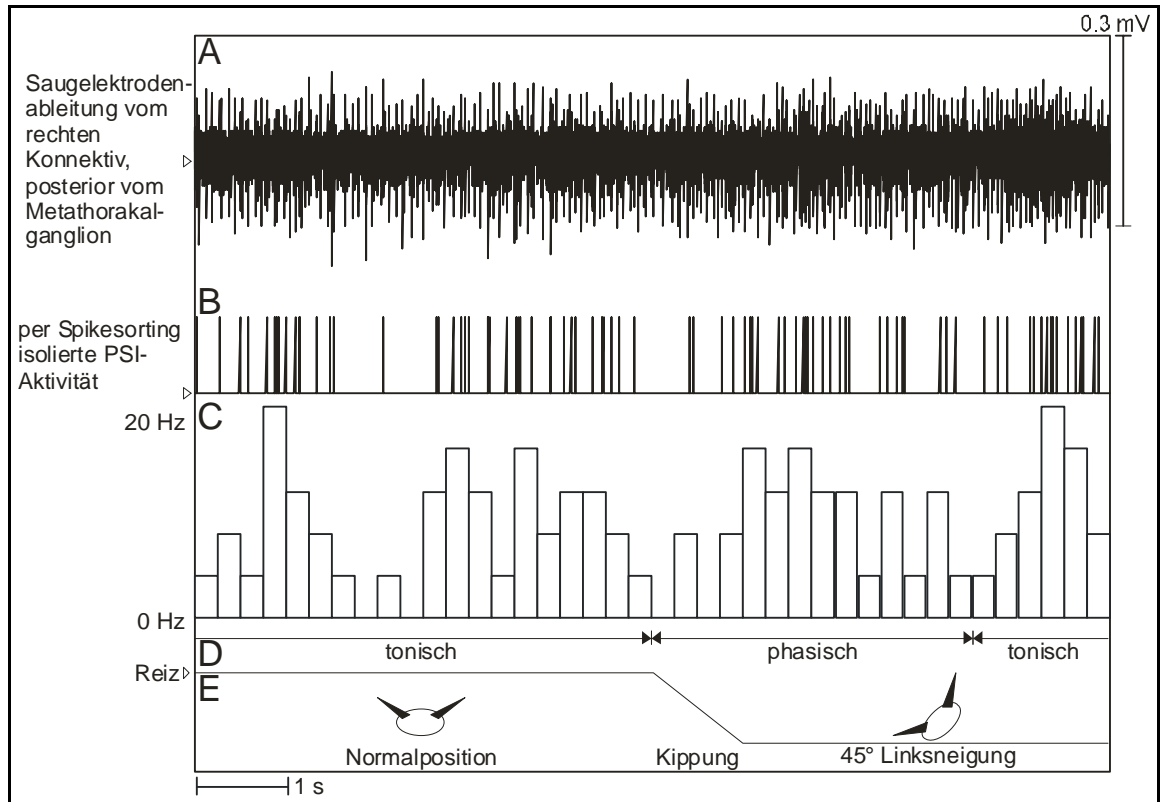 0.3 mV
A
Saugelektroden-
ableitung vom
rechten
Konnektiv,
posterior vom
Metathorakal-
ganglion
B
per Spikesorting
isolierte PSI-
Aktivität
C
20 Hz
0 Hz
D
tonisch
phasisch
tonisch
Reiz
E
Normalposition
Kippung
45° Linksneigung
1 s